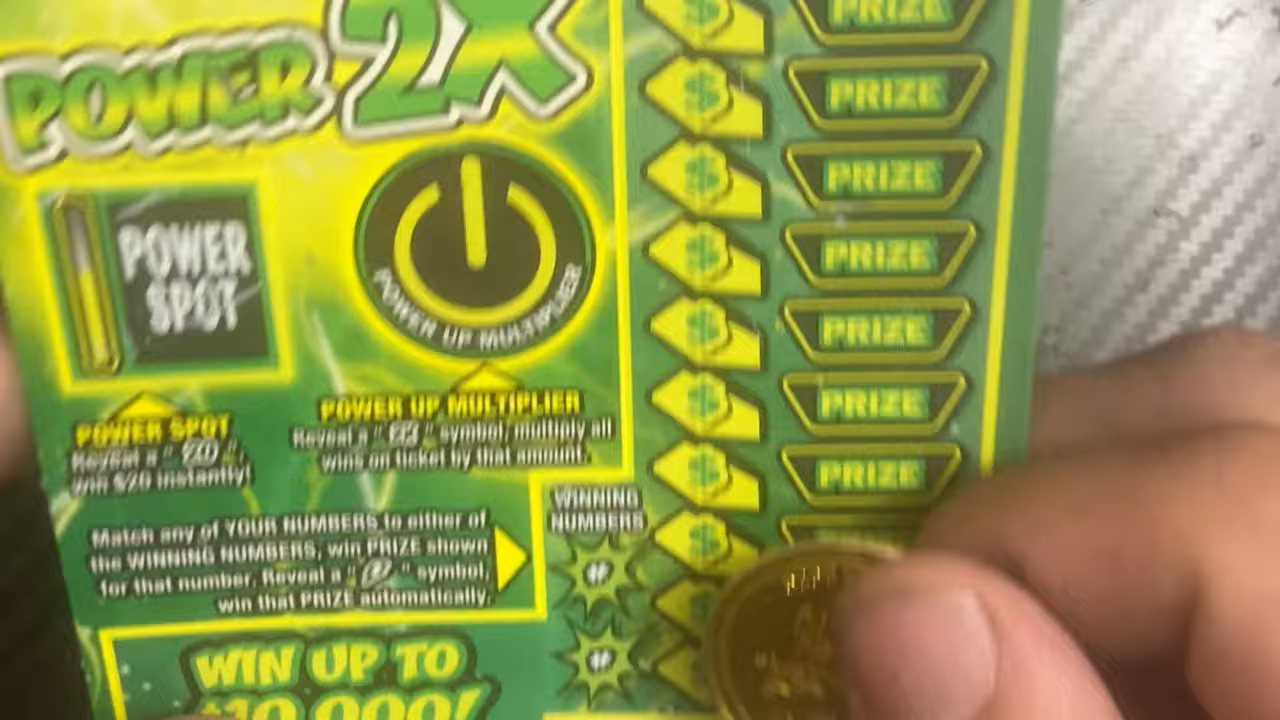 POWER 2X
POWER
SPOT
POWER UP MULTIPLIER
POWER SPOT
Reveal a " " symbol,
win $20 instantly!
POWER UP MULTIPLIER
Reveal a " " symbol, multiply all
wins on ticket by that amount.
Match any of YOUR NUMBERS to either of
the WINNING NUMBERS, win PRIZE shown
for that number. Reveal a " " symbol,
win that PRIZE automatically.
WINNING
NUMBERS
#
#
WIN UP TO
$10,000!
$ PRIZE
$ PRIZE
$ PRIZE
$ PRIZE
$ PRIZE
$ PRIZE
$ PRIZE
$